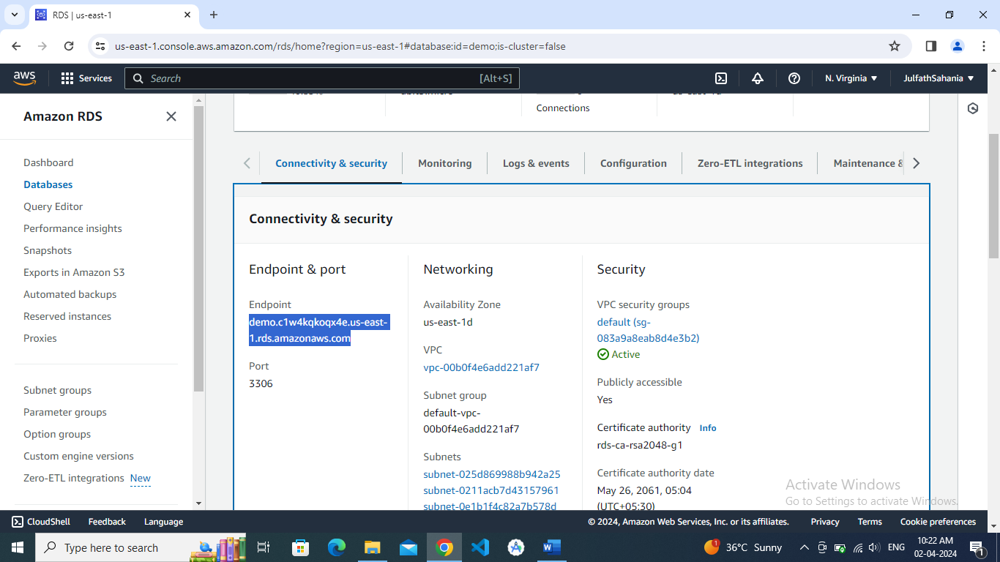 RDS | us-east-1
us-east-1.console.aws.amazon.com/rds/home?region=us-east-1#database:id=demo;is-cluster=false
aws
Services
Search
[Alt+S]
N. Virginia
JulfathSahania
Amazon RDS
Dashboard
Databases
Query Editor
Performance insights
Snapshots
Exports in Amazon S3
Automated backups
Reserved instances
Proxies
Subnet groups
Parameter groups
Option groups
Custom engine versions
Zero-ETL integrations New
Connections
Connectivity & security
Monitoring
Logs & events
Configuration
Zero-ETL integrations
Maintenance &
Connectivity & security
Endpoint & port
Endpoint
demo.c1w4kqkoqx4e.us-east-
1.rds.amazonaws.com
Port
3306
Networking
Availability Zone
us-east-1d
VPC
vpc-00b0f4e6add221af7
Subnet group
default-vpc-
00b0f4e6add221af7
Subnets
subnet-025d869988b942a25
subnet-0211acb7d43157961
subnet-0e1b1f4c82a7b578d
Security
VPC security groups
default (sg-
083a9a8eab8d4e3b2)
Active
Publicly accessible
Yes
Certificate authority Info
rds-ca-rsa2048-g1
Certificate authority date
May 26, 2061, 05:04
(UTC+05:30)
Activate Windows
Go to Settings to activate Windows.
CloudShell
Feedback
Language
© 2024, Amazon Web Services, Inc. or its affiliates.
Privacy
Terms
Cookie preferences
Type here to search
36°C Sunny
ENG
10:22 AM
02-04-2024
1